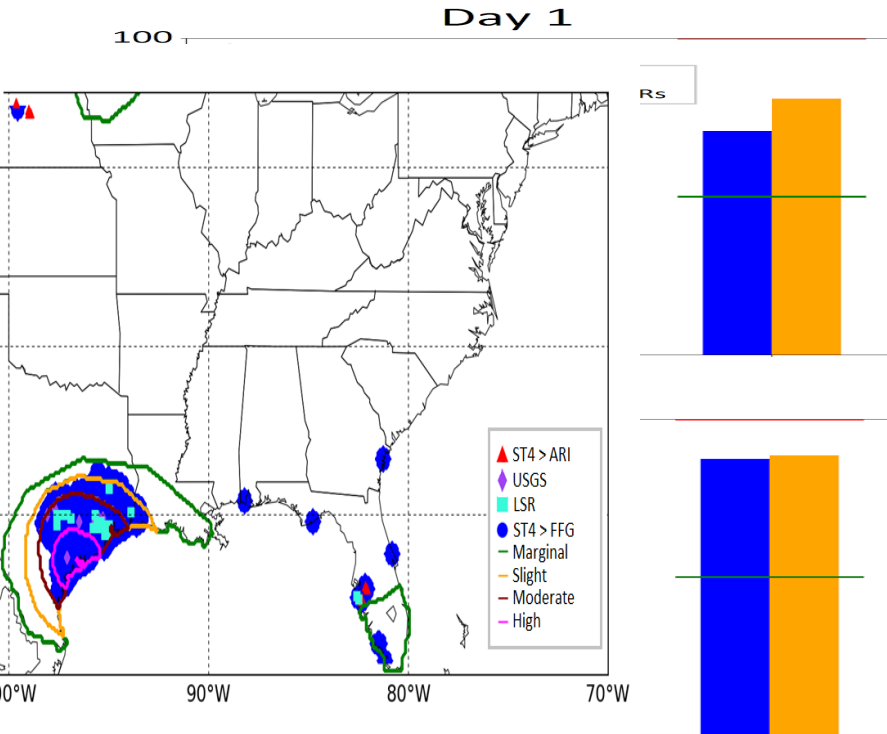 Day 1
100
Rs
ST4 > ARI
USGS
LSR
ST4 > FFG
Marginal
Slight
Moderate
High
00°W
90°W
80°W
70°W